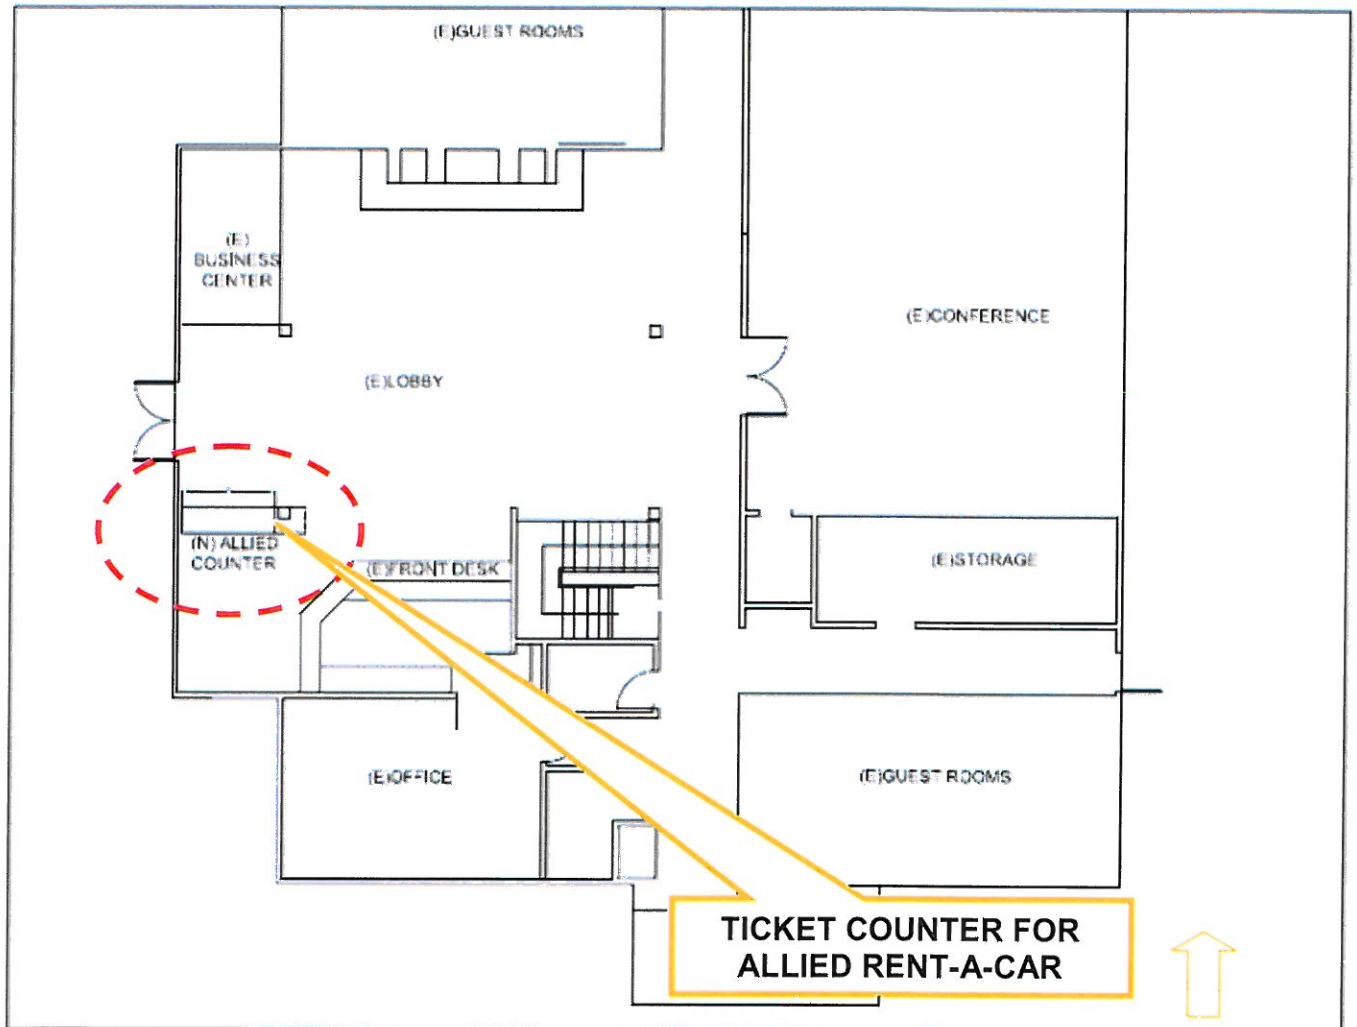 (E)GUEST ROOMS
(E)
BUSINESS
CENTER
(E)CONFERENCE
(E)LOBBY
(N) ALLIED
COUNTER
(E)FRONT DESK
(E)STORAGE
(E)OFFICE
(E)GUEST ROOMS
TICKET COUNTER FOR
ALLIED RENT-A-CAR